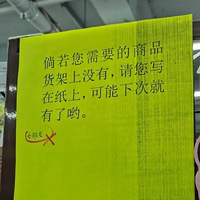 倘若您需要的商品
货架上没有，请您写
在纸上，可能下次就
有了哟。